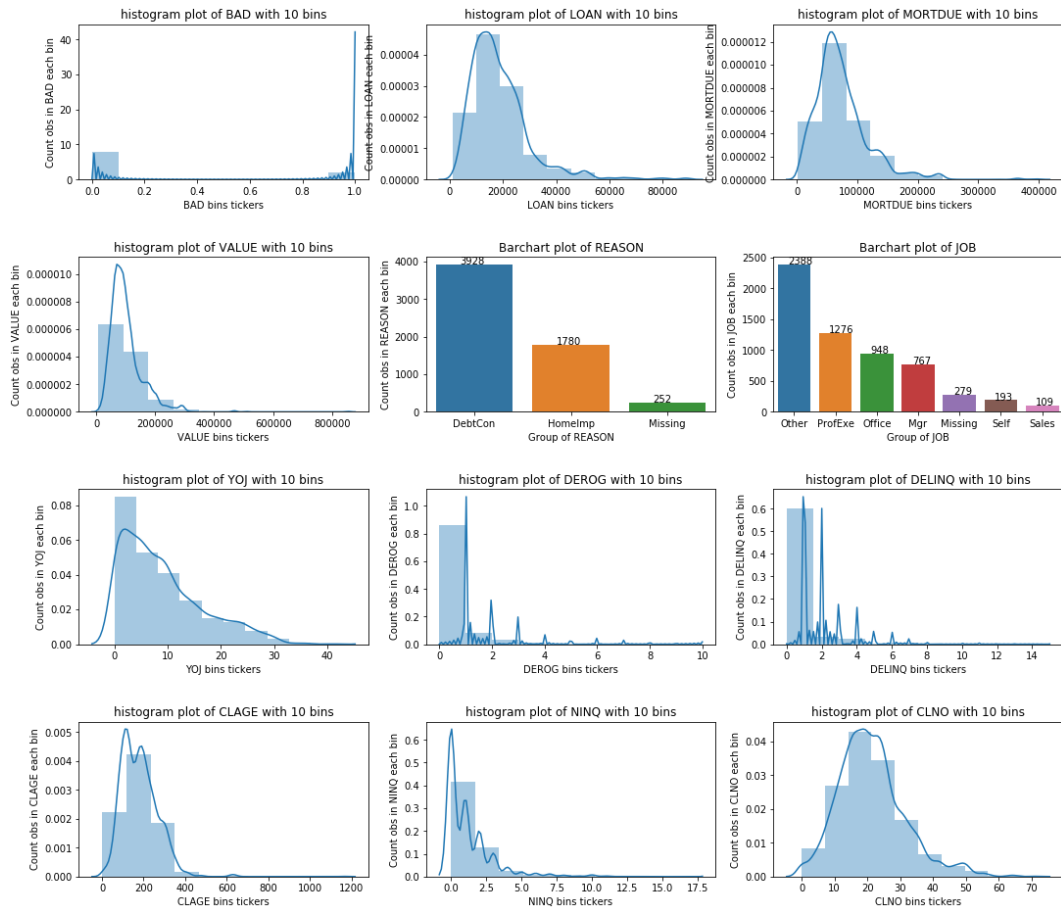 histogram plot of BAD with 10 bins
Count obs in BAD each bin
40
30
20
10
0
0.0 0.2 0.4 0.6 0.8 1.0
BAD bins tickers
histogram plot of LOAN with 10 bins
Count obs in LOAN each bin
0.00004
0.00003
0.00002
0.00001
0.00000
0 20000 40000 60000 80000
LOAN bins tickers
histogram plot of MORTDUE with 10 bins
Count obs in MORTDUE each bin
0.000012
0.000010
0.000008
0.000006
0.000004
0.000002
0.000000
0 100000 200000 300000 400000
MORTDUE bins tickers
histogram plot of VALUE with 10 bins
Count obs in VALUE each bin
0.000010
0.000008
0.000006
0.000004
0.000002
0.000000
0 200000 400000 600000 800000
VALUE bins tickers
Barchart plot of REASON
Count obs in REASON each bin
4000
3000
2000
1000
0
3928
1780
252
DebtCon HomeImp Missing
Group of REASON
Barchart plot of JOB
Count obs in JOB each bin
2500
2000
1500
1000
500
0
2388
1276
948
767
279
193
109
Other ProfExe Office Mgr Missing Self Sales
Group of JOB
histogram plot of YOJ with 10 bins
Count obs in YOJ each bin
0.08
0.06
0.04
0.02
0.00
0 10 20 30 40
YOJ bins tickers
histogram plot of DEROG with 10 bins
Count obs in DEROG each bin
1.0
0.8
0.6
0.4
0.2
0.0
0 2 4 6 8 10
DEROG bins tickers
histogram plot of DELINQ with 10 bins
Count obs in DELINQ each bin
0.6
0.5
0.4
0.3
0.2
0.1
0.0
0 2 4 6 8 10 12 14
DELINQ bins tickers
histogram plot of CLAGE with 10 bins
Count obs in CLAGE each bin
0.005
0.004
0.003
0.002
0.001
0.000
0 200 400 600 800 1000 1200
CLAGE bins tickers
histogram plot of NINQ with 10 bins
Count obs in NINQ each bin
0.6
0.5
0.4
0.3
0.2
0.1
0.0
0.0 2.5 5.0 7.5 10.0 12.5 15.0 17.5
NINQ bins tickers
histogram plot of CLNO with 10 bins
Count obs in CLNO each bin
0.04
0.03
0.02
0.01
0.00
0 10 20 30 40 50 60 70
CLNO bins tickers